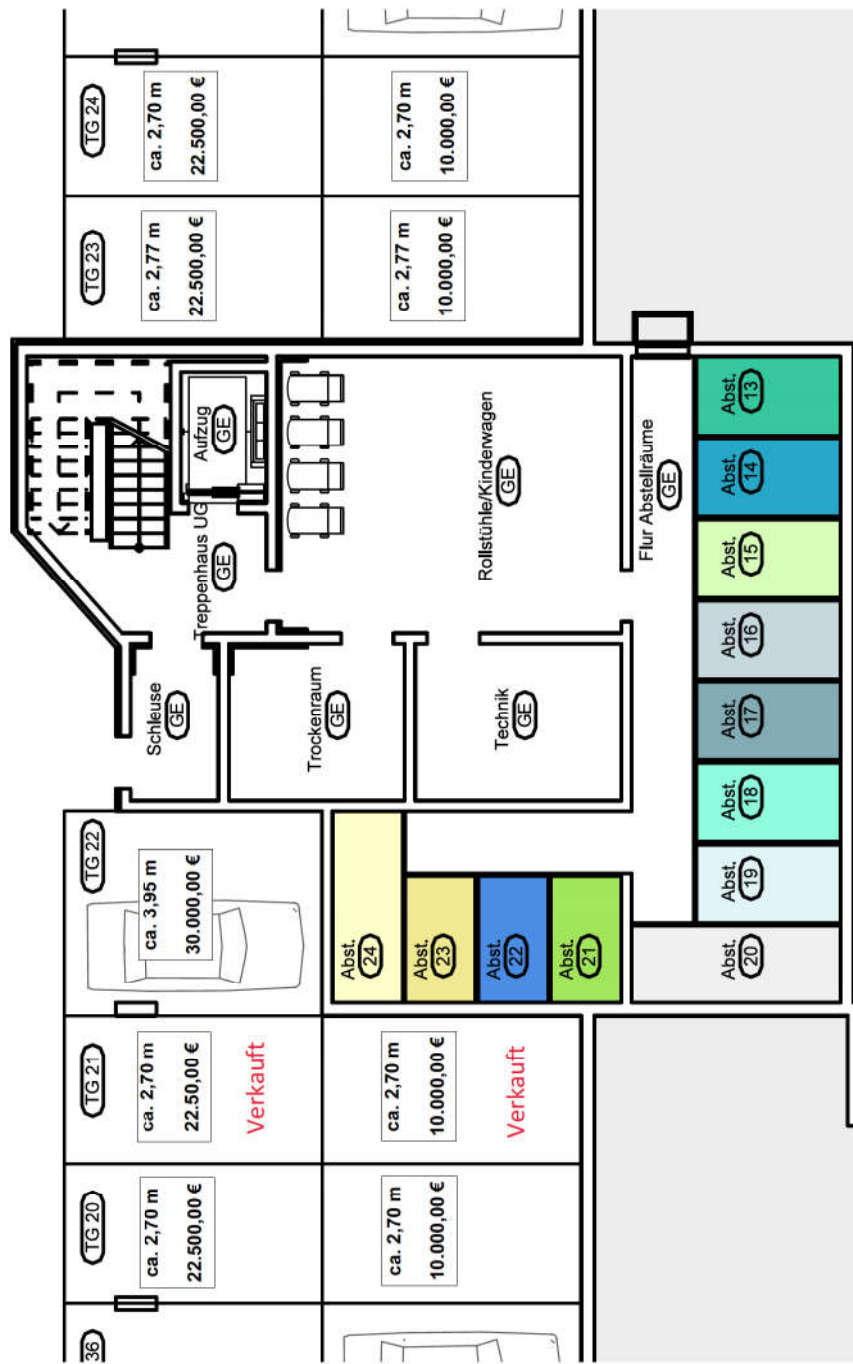 TG 24
ca. 2,70 m
22.500,00 €
ca. 2,70 m
10.000,00 €
TG 23
ca. 2,77 m
22.500,00 €
ca. 2,77 m
10.000,00 €
Aufzug
GE
Treppenhaus UG
GE
Rollstühle/Kinderwagen
GE
Flur Abstellräume
GE
Schleuse
GE
Trockenraum
GE
Technik
GE
Abst.
13
Abst.
14
Abst.
15
Abst.
16
Abst.
17
Abst.
18
Abst.
19
Abst.
20
Abst.
21
Abst.
22
Abst.
23
Abst.
24
TG 22
ca. 3,95 m
30.000,00 €
TG 21
ca. 2,70 m
22.50,00 €
Verkauft
ca. 2,70 m
10.000,00 €
Verkauft
TG 20
ca. 2,70 m
22.500,00 €
ca. 2,70 m
10.000,00 €
36